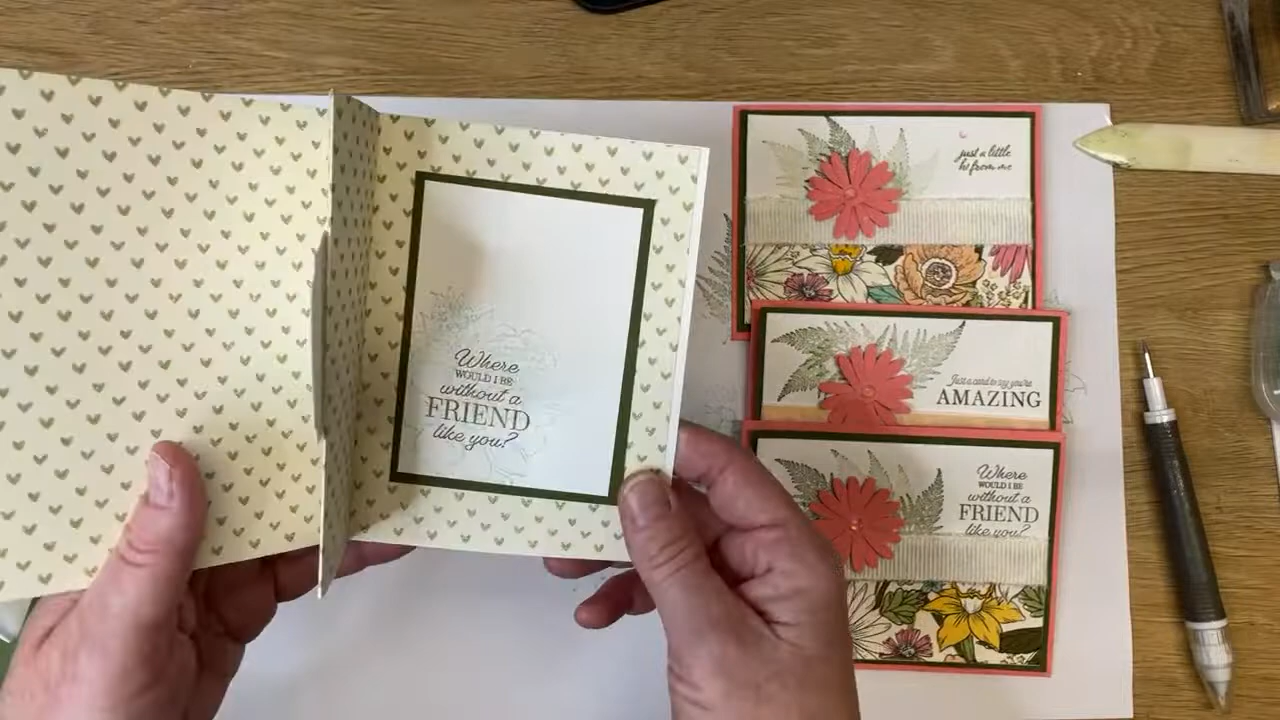 Where
WOULD I BE
without a
FRIEND
like you?
just a little
hi from me
Just a card to say you're
AMAZING
Where
WOULD I BE
without a
FRIEND
like you?